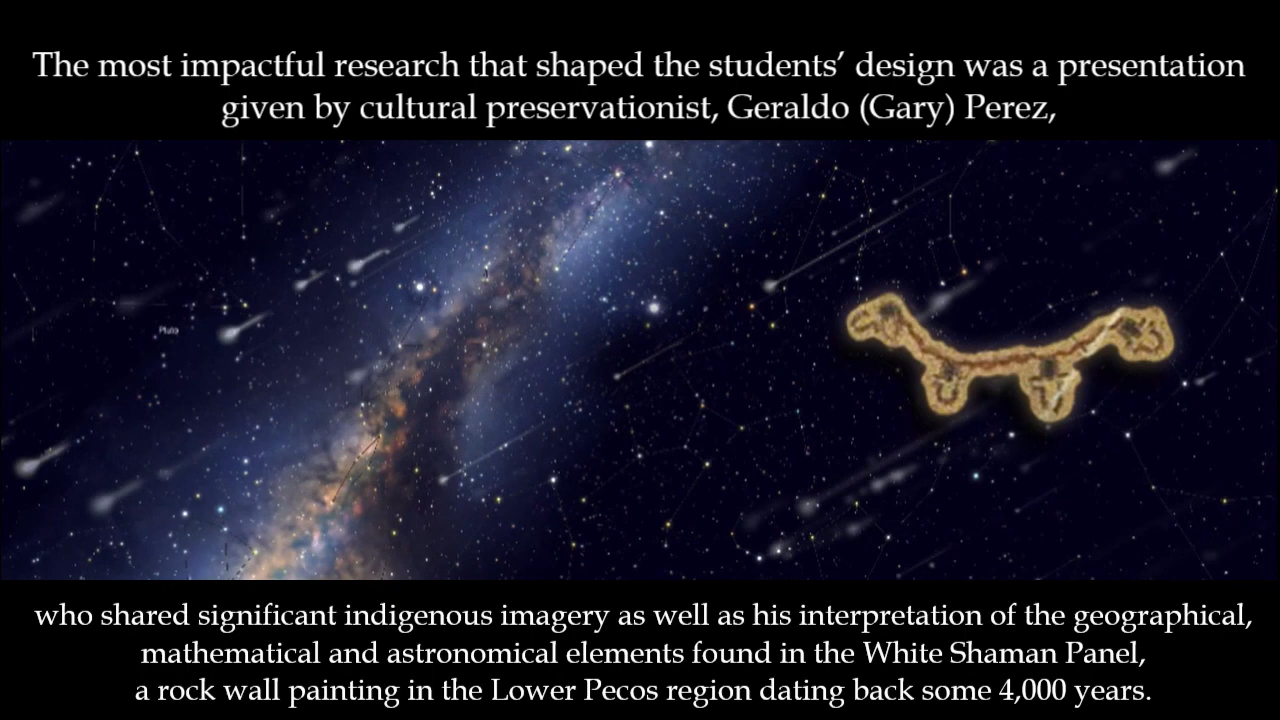 The most impactful research that shaped the students’ design was a presentation
given by cultural preservationist, Geraldo (Gary) Perez,
Pluto
who shared significant indigenous imagery as well as his interpretation of the geographical,
mathematical and astronomical elements found in the White Shaman Panel,
a rock wall painting in the Lower Pecos region dating back some 4,000 years.